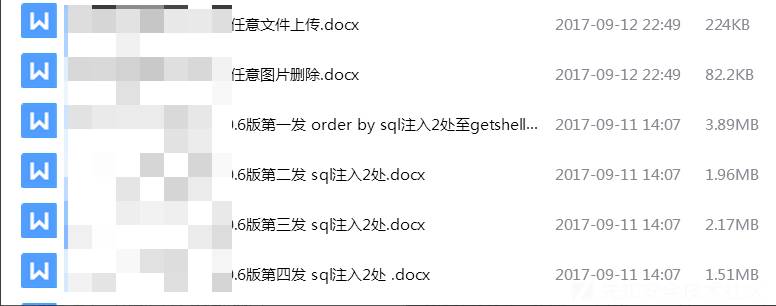 任意文件上传.docx 2017-09-12 22:49 224KB
任意图片删除.docx 2017-09-12 22:49 82.2KB
0.6版第一发 order by sql注入2处至getshell... 2017-09-11 14:07 3.89MB
0.6版第二发 sql注入2处.docx 2017-09-11 14:07 1.96MB
0.6版第三发 sql注入2处.docx 2017-09-11 14:07 2.17MB
0.6版第四发 sql注入2处 .docx 2017-09-11 14:07 1.51MB